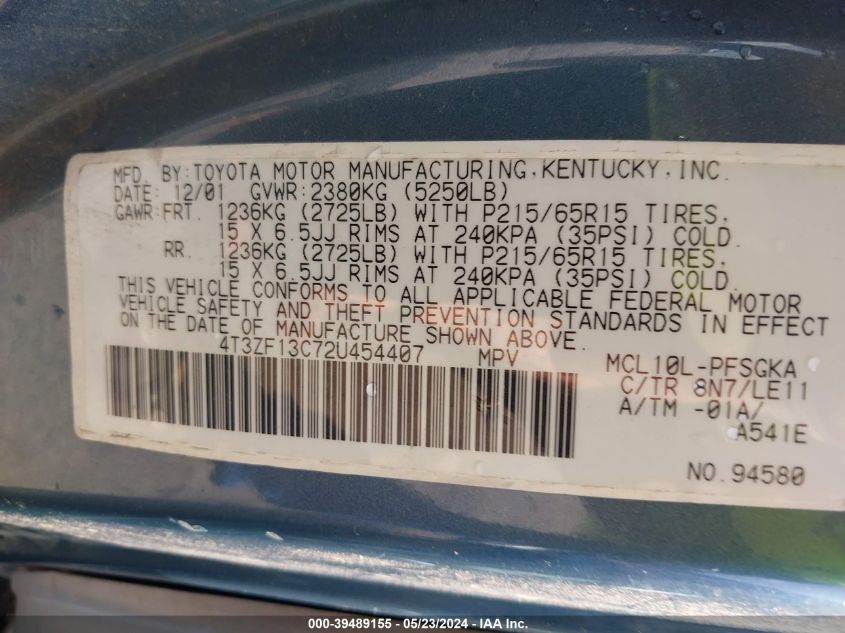 MFD. BY: TOYOTA MOTOR MANUFACTURING, KENTUCKY, INC.
DATE: 12/01 GVWR: 2380KG (5250LB)
GAWR: FRT. 1236KG (2725LB) WITH P215/65R15 TIRES,
15 X 6.5JJ RIMS AT 240KPA (35PSI) COLD.
RR. 1236KG (2725LB) WITH P215/65R15 TIRES,
15 X 6.5JJ RIMS AT 240KPA (35PSI) COLD.
THIS VEHICLE CONFORMS TO ALL APPLICABLE FEDERAL MOTOR
VEHICLE SAFETY AND THEFT PREVENTION STANDARDS IN EFFECT
ON THE DATE OF MANUFACTURE SHOWN ABOVE.
4T3ZF13C72U454407 MPV MCL10L-PFSGKA
C/TR 8N7/LE11
A/TM -01A/
A541E
NO. 94580
000-39489155 - 05/23/2024 - IAA Inc.